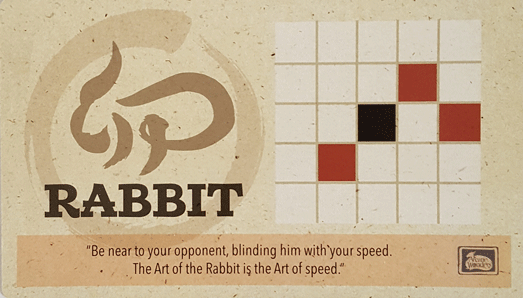 RABBIT
"Be near to your opponent, blinding him with your speed.
The Art of the Rabbit is the Art of speed."